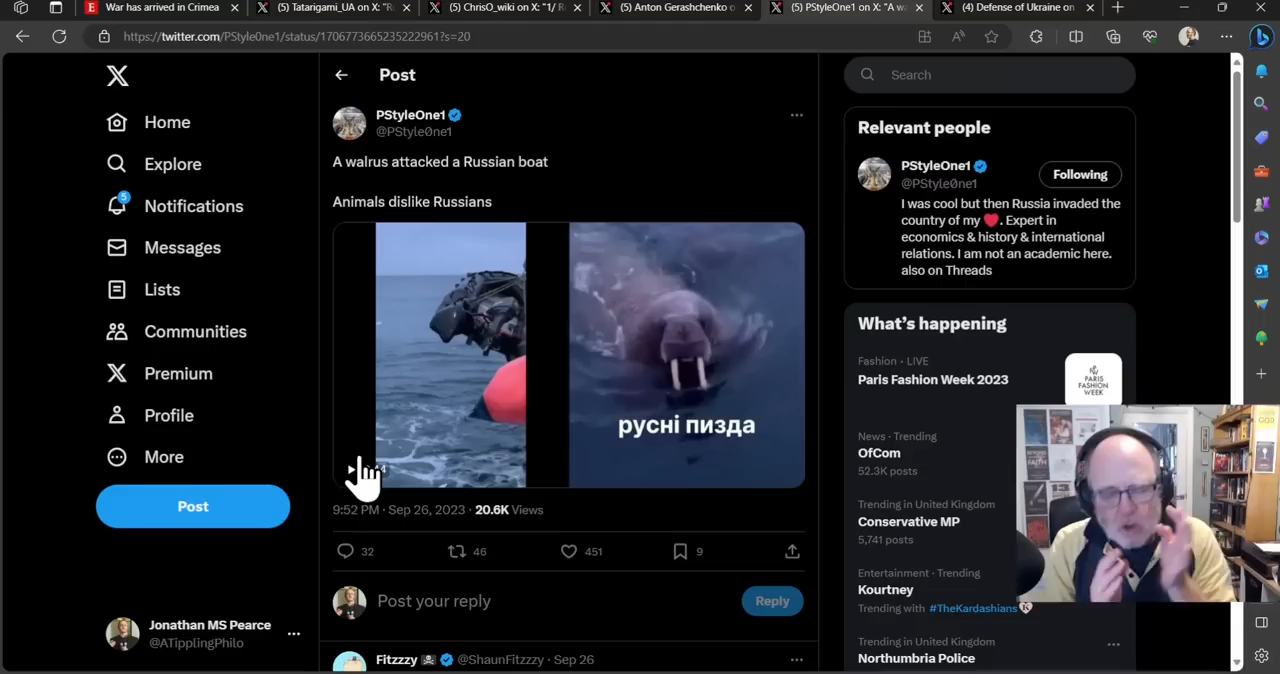 War has arrived in Crimea
(5) Tatarigami_UA on X: "R
(5) ChrisO_wiki on X: "1/ R
(5) Anton Gerashchenko o
(5) PStyleOne1 on X: "A wa
(4) Defense of Ukraine on
https://twitter.com/PStyle0ne1/status/1706773665235222961?s=20
Home
Explore
5
Notifications
Messages
Lists
Communities
Premium
Profile
More
Post
Jonathan MS Pearce
@ATipplingPhilo
Post
PStyleOne1
@PStyle0ne1
A walrus attacked a Russian boat
Animals dislike Russians
русні пизда
9:52 PM · Sep 26, 2023 · 20.6K Views
32
46
451
9
Post your reply
Reply
Fitzzzy @ShaunFitzzzy · Sep 26
Search
Relevant people
PStyleOne1
@PStyle0ne1
Following
I was cool but then Russia invaded the
country of my ❤️. Expert in
economics & history & international
relations. I am not an academic here.
also on Threads
What's happening
Fashion · LIVE
Paris Fashion Week 2023
PARIS
FASHION
WEEK
News · Trending
OfCom
52.3K posts
Trending in United Kingdom
Conservative MP
5,741 posts
Entertainment · Trending
Kourtney
Trending with #TheKardashians
Trending in United Kingdom
Northumbria Police